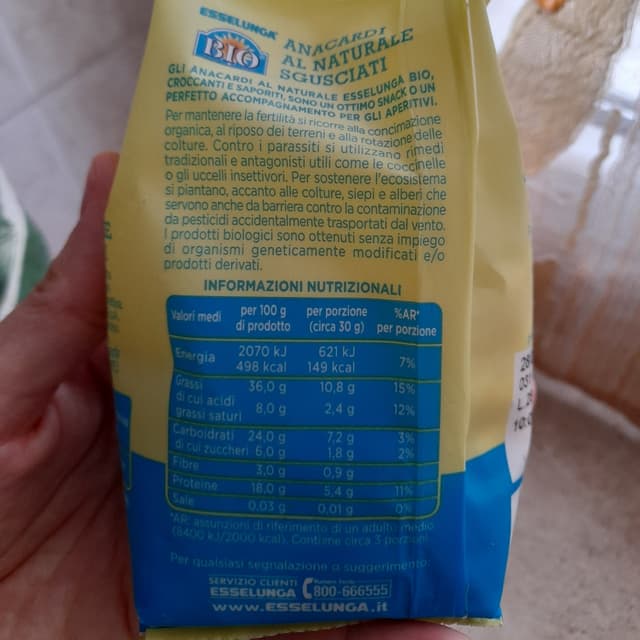 ESSELUNGA
BIO
ANACARDI
AL NATURALE
SGUSCIATI
GLI ANACARDI AL NATURALE ESSELUNGA BIO,
CROCCANTI E SAPORITI, SONO UN OTTIMO SNACK O UN
PERFETTO ACCOMPAGNAMENTO PER GLI APERITIVI.
Per mantenere la fertilità si ricorre alla concimazione
organica, al riposo dei terreni e alla rotazione delle
colture. Contro i parassiti si utilizzano rimedi
tradizionali e antagonisti utili come le coccinelle
o gli uccelli insettivori. Per sostenere l'ecosistema
si piantano, accanto alle colture, siepi e alberi che
servono anche da barriera contro la contaminazione
da pesticidi accidentalmente trasportati dal vento.
I prodotti biologici sono ottenuti senza impiego
di organismi geneticamente modificati e/o
prodotti derivati.
INFORMAZIONI NUTRIZIONALI
Valori medi per 100 g di prodotto per porzione (circa 30 g) %AR* per porzione
Energia 2070 kJ 621 kJ 7%
498 kcal 149 kcal
Grassi 36,0 g 10,8 g 15%
di cui acidi
grassi saturi 8,0 g 2,4 g 12%
Carboidrati 24,0 g 7,2 g 3%
di cui zuccheri 6,0 g 1,8 g 2%
Fibre 3,0 g 0,9 g
Proteine 18,0 g 5,4 g 11%
Sale 0,03 g 0,01 g 0%
*AR: assunzioni di riferimento di un adulto medio
(8400 kJ/2000 kcal). Contiene circa 3 porzioni
Per qualsiasi segnalazione o suggerimento:
SERVIZIO CLIENTI
ESSELUNGA 800-666555
www.ESSELUNGA.it